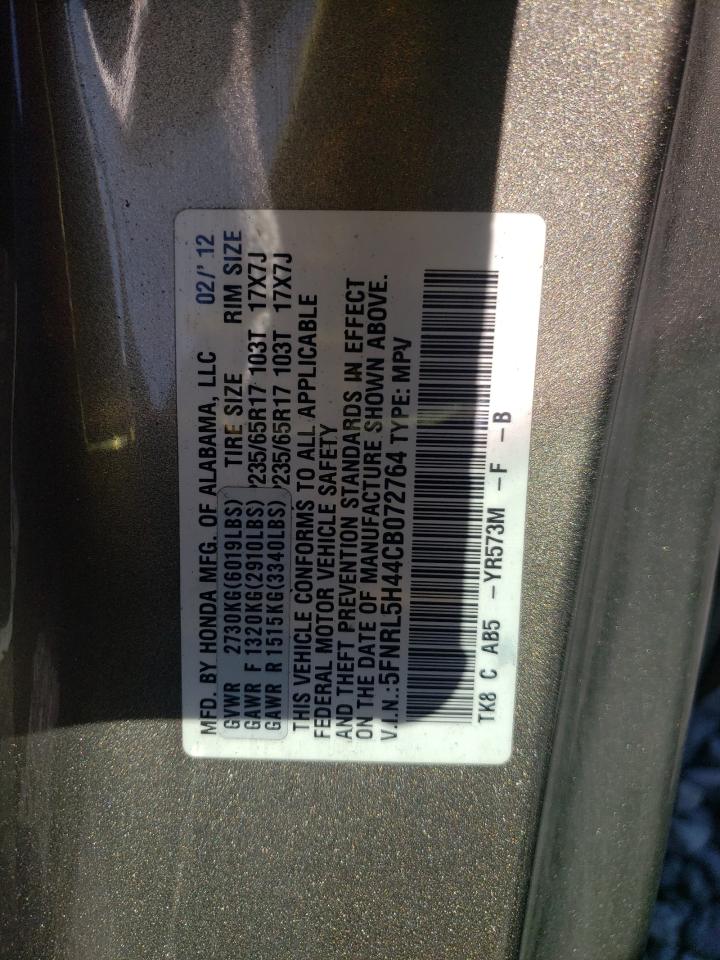 MFD. BY HONDA MFG. OF ALABAMA, LLC 02/' 12
GVWR 2730KG(6019LBS) TIRE SIZE RIM SIZE
GAWR F 1320KG(2910LBS) P235/65R17 103T 17X7J
GAWR R 1515KG(3340LBS) P235/65R17 103T 17X7J
THIS VEHICLE CONFORMS TO ALL APPLICABLE
FEDERAL MOTOR VEHICLE SAFETY
AND THEFT PREVENTION STANDARDS IN EFFECT
ON THE DATE OF MANUFACTURE SHOWN ABOVE.
V.I.N.:5FNRL5H44CB072764 TYPE: MPV
TK8 C AB5 -YR573M -F -B